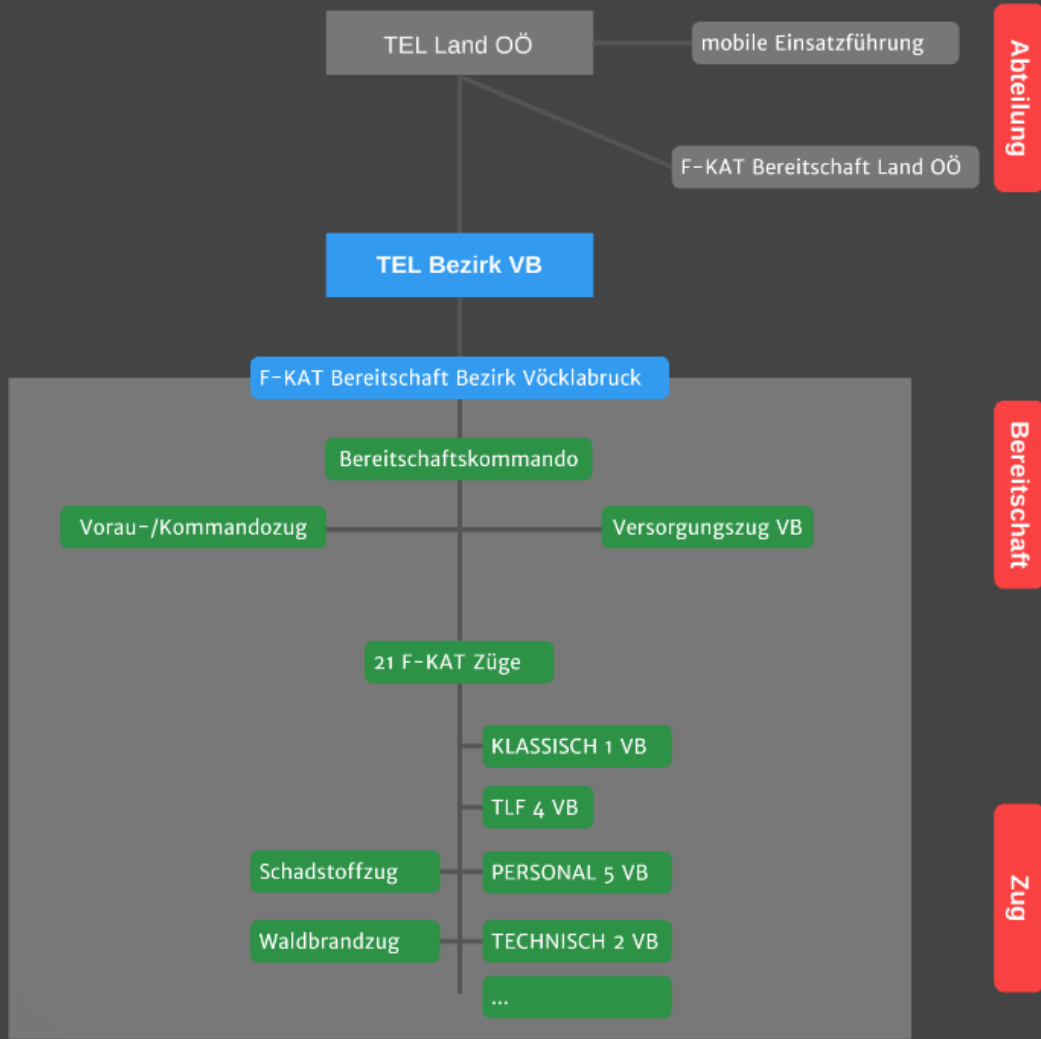 TEL Land OÖ
mobile Einsatzführung
Abteilung
F-KAT Bereitschaft Land OÖ
TEL Bezirk VB
F-KAT Bereitschaft Bezirk Vöcklabruck
Bereitschaftskommando
Bereitschaft
Vorau-/Kommandozug
Versorgungszug VB
21 F-KAT Züge
KLASSISCH 1 VB
TLF 4 VB
Schadstoffzug
PERSONAL 5 VB
Zug
Waldbrandzug
TECHNISCH 2 VB
...